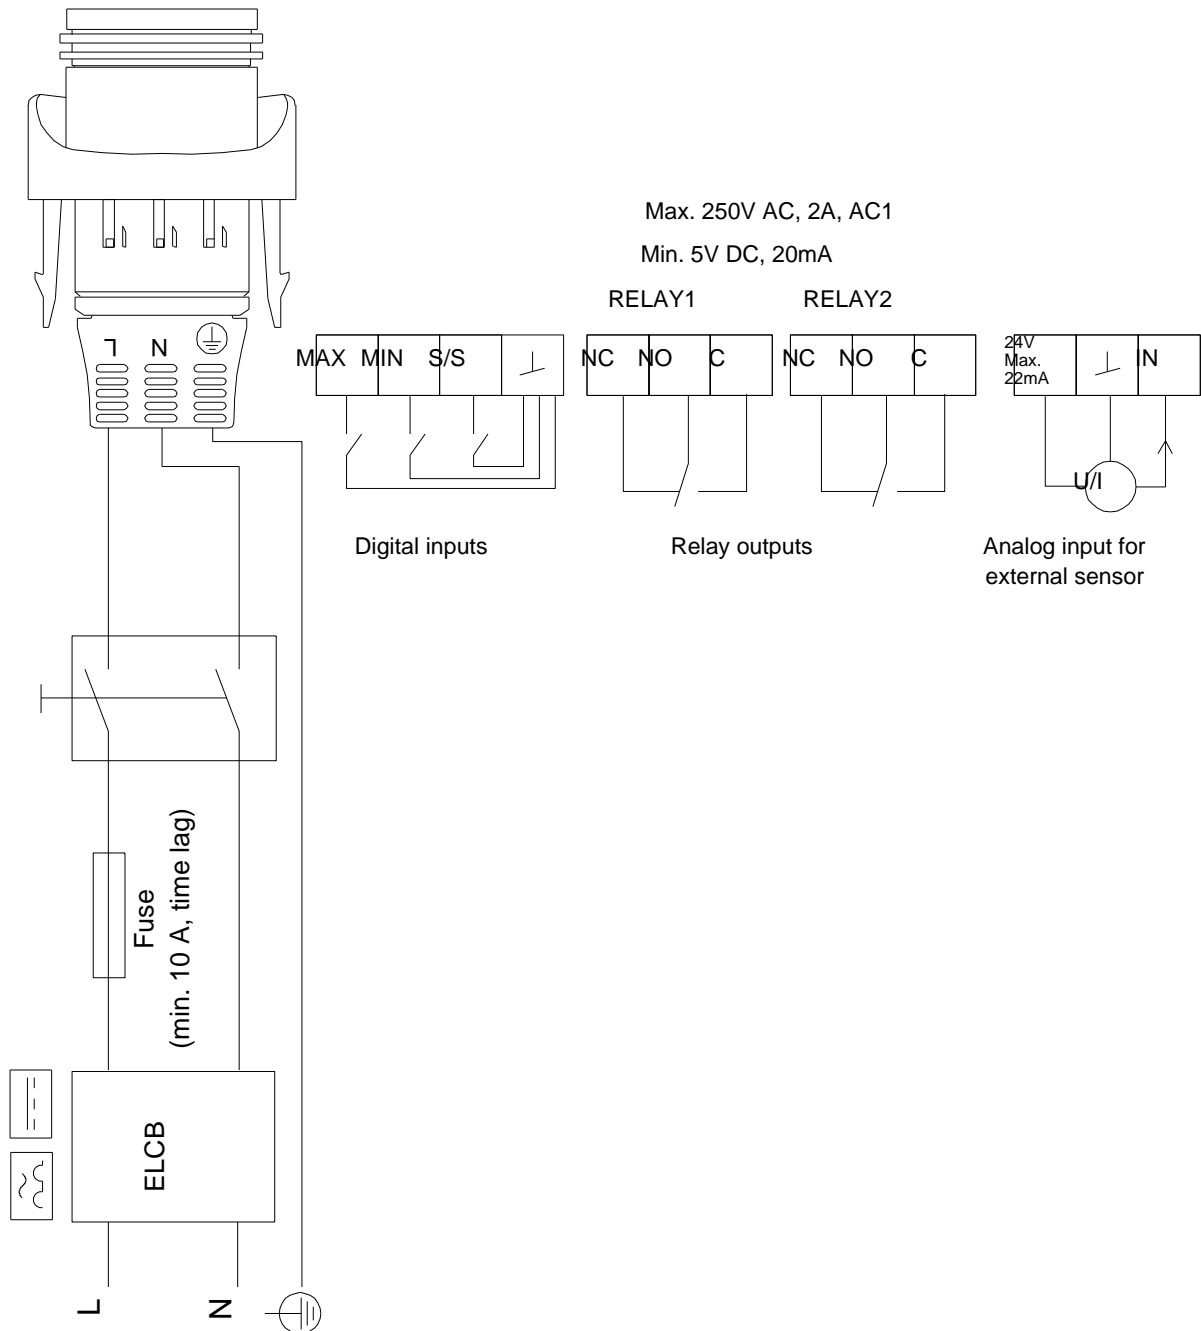 Max. 250V AC, 2A, AC1
Min. 5V DC, 20mA
RELAY1 RELAY2
L N
MAX MIN S/S
NC NO C
NC NO C
24V
Max.
22mA
IN
U/I
Digital inputs
Relay outputs
Analog input for
external sensor
Fuse
(min. 10 A, time lag)
ELCB
L N